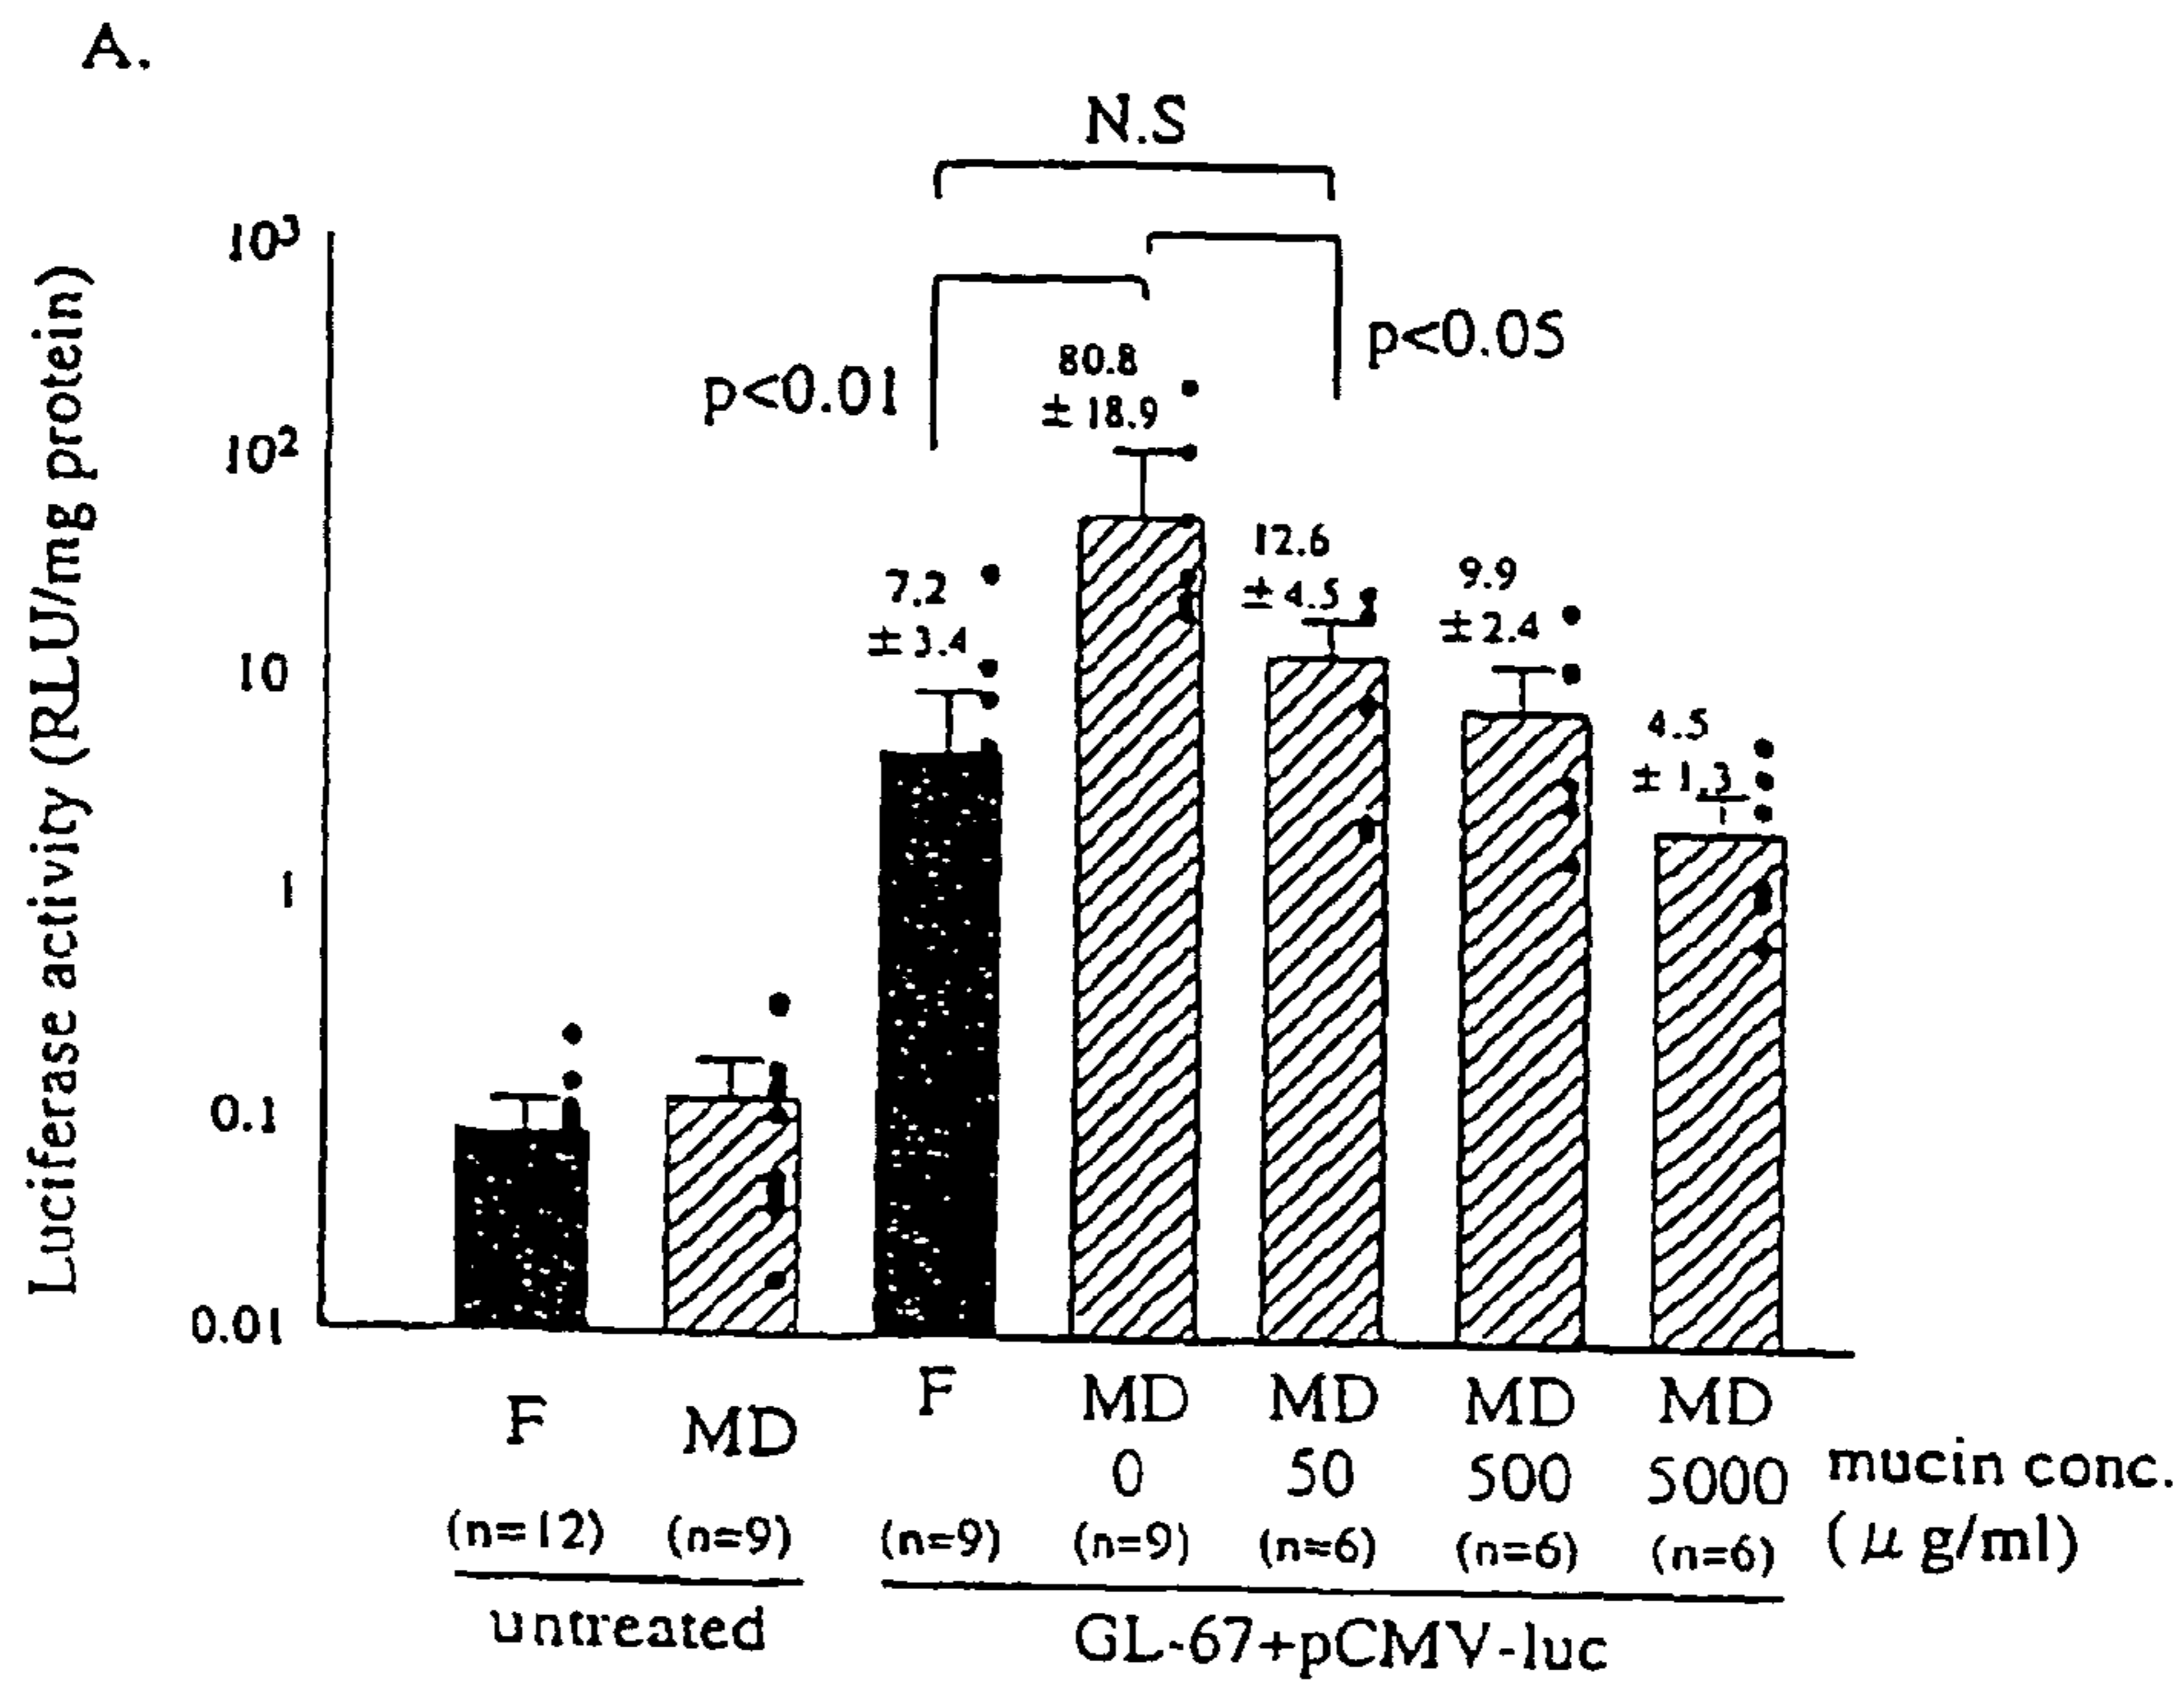 A.
N.S
p<0.01
p<0.05
Luciferase activity (RLU/mg protein)
10³
10²
10
1
0.1
0.01
7.2
± 3.4
80.8
± 18.9
12.6
± 4.5
9.9
± 2.4
4.5
± 1.3
F MD F MD MD MD MD
0 50 500 5000 mucin conc.
(n=12) (n=9) (n=9) (n=9) (n=6) (n=6) (n=6) (μ g/ml)
untreated GL-67+pCMV-luc